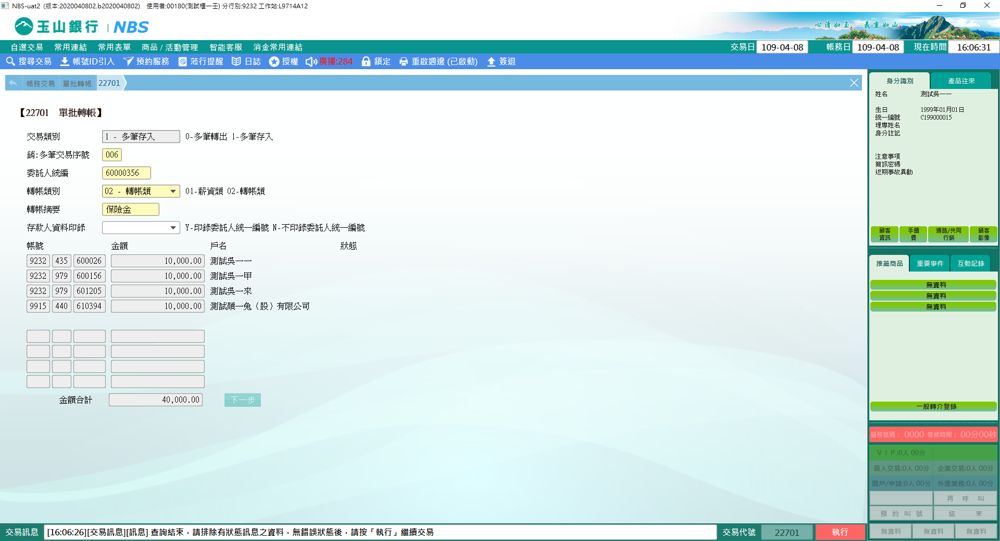 NBS-uat2 (版本:2020040802.b2020040802) 使用者:00180(測試櫃一壬) 分行別:9232 工作站:L9714A12
玉山銀行 | NBS
心清如玉 義重如山
自選交易 常用連結 常用表單 商品 / 活動管理 智能客服 消金常用連結 交易日 109-04-08 帳務日 109-04-08 現在時間 16:06:31
搜尋交易 帳號ID引入 預約服務 蒞行提醒 日誌 授權 廣播:284 鎖定 重啟週邊 (已啟動) 簽退
帳務交易 單批轉帳 22701
【22701 單批轉帳】
交易類別 1 - 多筆存入 0-多筆轉出 1-多筆存入
銷:多筆交易序號 006
委託人統編 60000356
轉帳類別 02 - 轉帳類 01-薪資類 02-轉帳類
轉帳摘要 保險金
存款人資料印錄 Y-印錄委託人統一編號 N-不印錄委託人統一編號
帳號 金額 戶名 狀態
9232 435 600026 10,000.00 測試吳一一
9232 979 600156 10,000.00 測試吳一甲
9232 979 601205 10,000.00 測試吳一來
9915 440 610394 10,000.00 測試顏一兔（股）有限公司
金額合計 40,000.00 下一步
身分識別 產品往來
姓名 測試吳一一
生日 1999年01月01日
統一編號 C199000015
理專姓名
身分註記
注意事項
簡訊密碼
近期事故異動
顧客資訊 手續費 通路/共同行銷 顧客影像
推薦商品 重要事件 互動記錄
無資料
無資料
無資料
一般轉介登錄
服務號碼： 0000 等候時間： 00分00秒
ＶＩＰ:0人 00分
個人交易:0人 00分 企業交易:0人 00分
開戶/申請:0人 00分 外匯業務:0人 00分
再 呼 叫
預 約 叫 號 結 束
無資料 無資料 無資料
交易訊息 [16:06:26][交易訊息][訊息] 查詢結束，請排除有狀態訊息之資料，無錯誤狀態後，請按「執行」繼續交易 交易代號 22701 執行